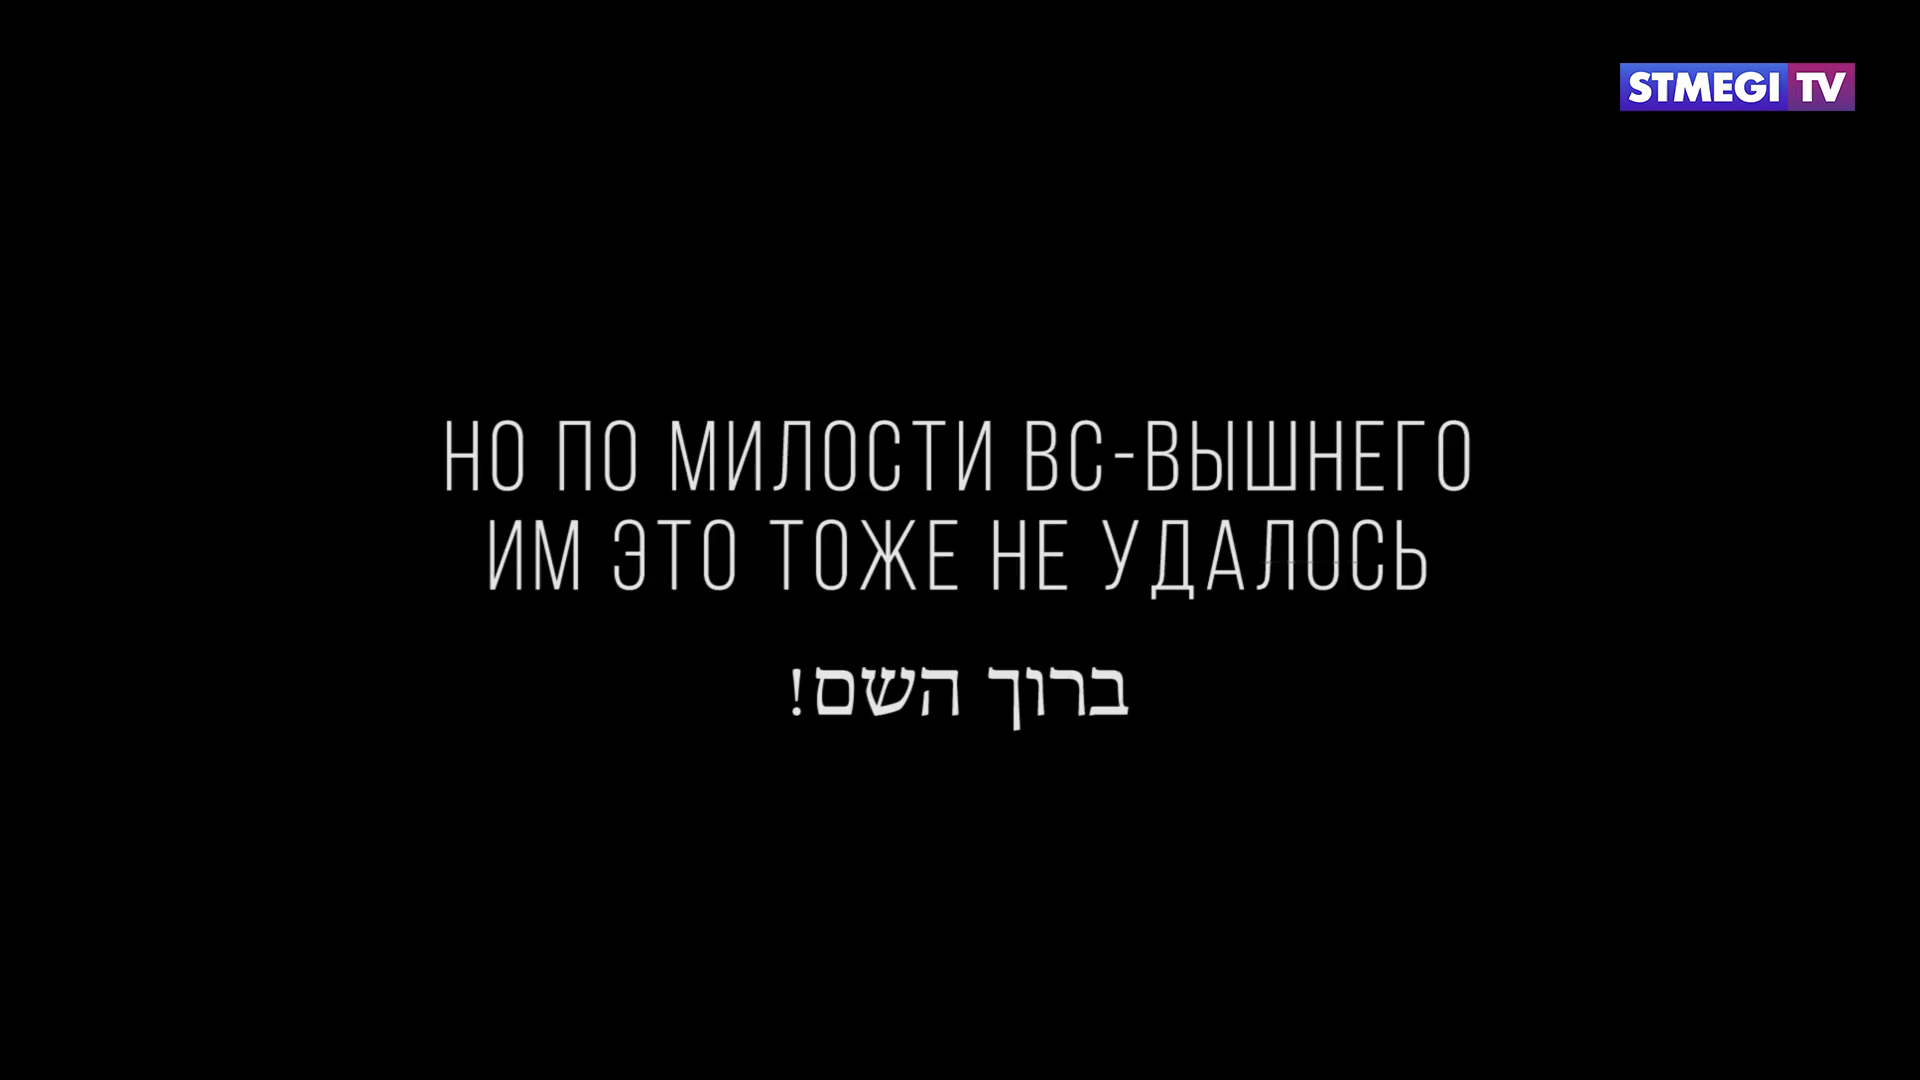 STMEGI TV
НО ПО МИЛОСТИ ВС-ВЫШНЕГО
ИМ ЭТО ТОЖЕ НЕ УДАЛОСЬ
ברוך השם!